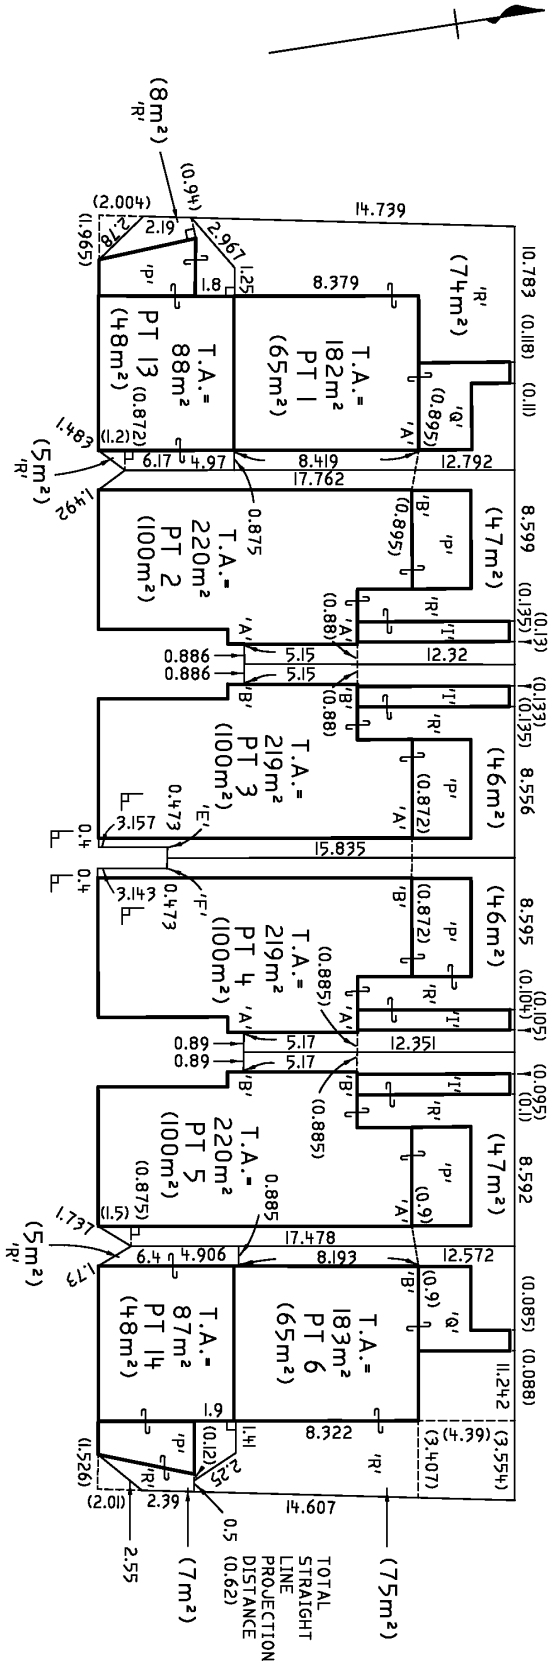 14.739
(2.004)
'R'
(8m²)
(0.94)
2.19
2.78
2.967
(1.965)
'P'
1.8
1.25
8.379
10.783
'R'
(74m²)
(0.118)
(0.11)
'Q'
(0.895)
'A'
T.A.=
182m²
PT 1
(65m²)
T.A.=
88m²
PT 13
(48m²)
(0.872)
(1.2)
1.483
(5m²)
'R'
6.17
4.97
8.419
12.792
17.762
0.875
1.492
8.599
(47m²)
'P'
'B'
(0.895)
T.A.=
220m²
PT 2
(100m²)
(0.135)
(0.13)
'R'
'I'
(0.88)
'A'
'A'
0.886
5.15
12.32
0.886
5.15
'B'
'B'
(0.88)
'I'
'R'
(0.133)
(0.135)
8.556
(46m²)
'P'
(0.872)
'A'
T.A.=
219m²
PT 3
(100m²)
0.4
3.157
0.473
'E'
15.835
0.4
3.143
0.473
'F'
8.595
(46m²)
'P'
(0.872)
'B'
T.A.=
219m²
PT 4
(100m²)
(0.885)
(0.104)
(0.105)
'R'
'I'
'A'
'A'
0.89
5.17
12.351
0.89
5.17
'B'
'B'
(0.885)
'I'
'R'
(0.095)
(0.1)
8.592
(47m²)
'P'
(0.9)
'A'
T.A.=
220m²
PT 5
(100m²)
(0.875)
(1.5)
1.737
(5m²)
'R'
17.478
0.885
6.4
4.906
8.193
12.572
1.73
'B'
(0.9)
'Q'
(0.085)
(0.088)
11.242
T.A.=
183m²
PT 6
(65m²)
T.A.=
87m²
PT 14
(48m²)
1.9
1.41
8.322
'R'
(3.407)
(4.39)
(3.554)
'P'
'R'
(0.12)
2.25
(1.526)
(2.01)
2.39
14.607
2.55
(7m²)
0.5
(75m²)
TOTAL
STRAIGHT
LINE
PROJECTION
DISTANCE
(0.62)